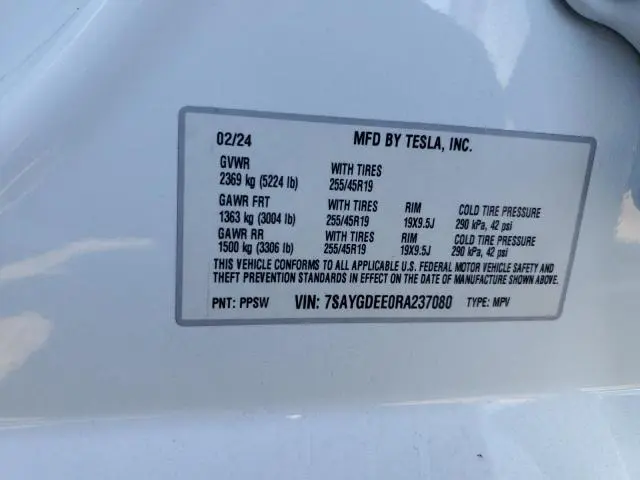 02/24 MFD BY TESLA, INC.
GVWR WITH TIRES
2369 kg (5224 lb) 255/45R19
GAWR FRT WITH TIRES RIM COLD TIRE PRESSURE
1363 kg (3004 lb) 255/45R19 19X9.5J 290 kPa, 42 psi
GAWR RR WITH TIRES RIM COLD TIRE PRESSURE
1500 kg (3306 lb) 255/45R19 19X9.5J 290 kPa, 42 psi
THIS VEHICLE CONFORMS TO ALL APPLICABLE U.S. FEDERAL MOTOR VEHICLE SAFETY AND
THEFT PREVENTION STANDARDS IN EFFECT ON THE DATE OF MANUFACTURE SHOWN ABOVE.
PNT: PPSW VIN: 7SAYGDEE0RA237080 TYPE: MPV